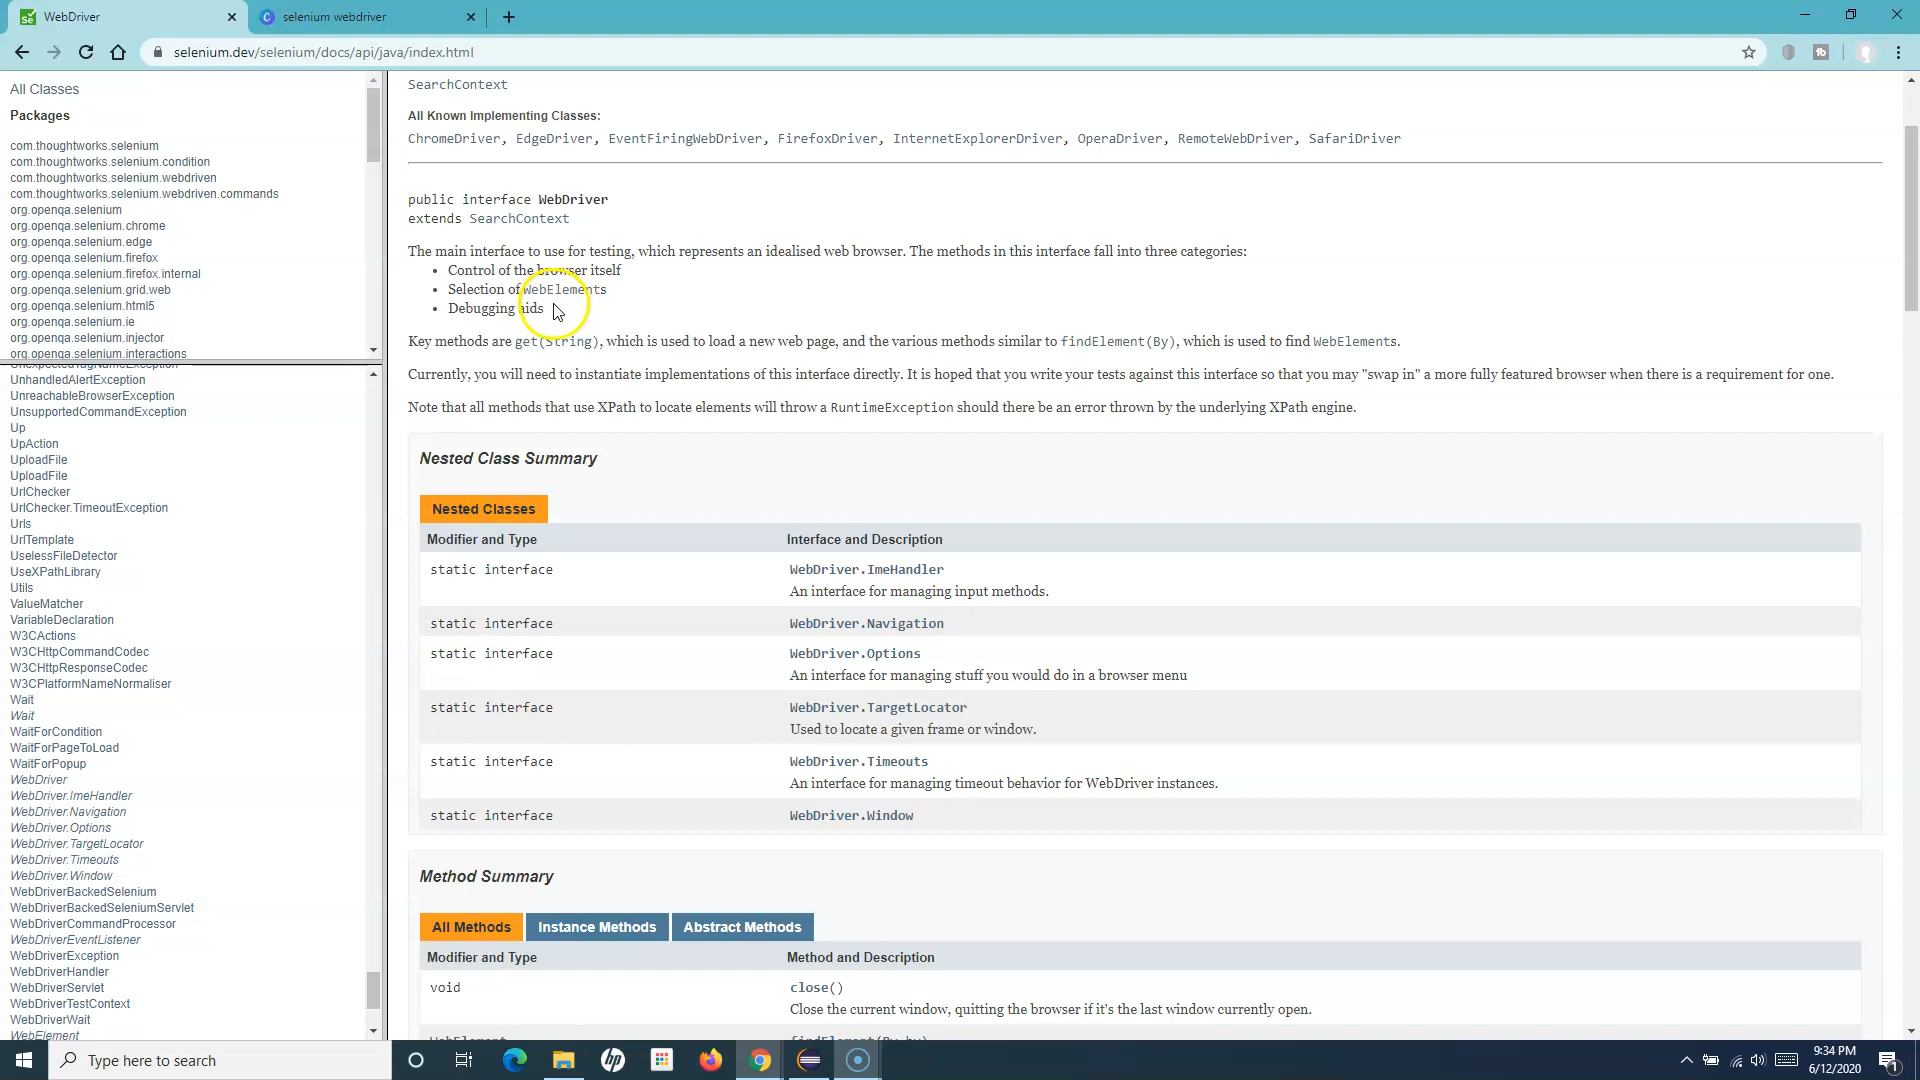 WebDriver
selenium webdriver
selenium.dev/selenium/docs/api/java/index.html
All Classes
Packages
com.thoughtworks.selenium
com.thoughtworks.selenium.condition
com.thoughtworks.selenium.webdriven
com.thoughtworks.selenium.webdriven.commands
org.openqa.selenium
org.openqa.selenium.chrome
org.openqa.selenium.edge
org.openqa.selenium.firefox
org.openqa.selenium.firefox.internal
org.openqa.selenium.grid.web
org.openqa.selenium.html5
org.openqa.selenium.ie
org.openqa.selenium.injector
org.openqa.selenium.interactions
UnexpectedTagNameException
UnhandledAlertException
UnreachableBrowserException
UnsupportedCommandException
Up
UpAction
UploadFile
UploadFile
UrlChecker
UrlChecker.TimeoutException
Urls
UrlTemplate
UselessFileDetector
UseXPathLibrary
Utils
ValueMatcher
VariableDeclaration
W3CActions
W3CHttpCommandCodec
W3CHttpResponseCodec
W3CPlatformNameNormaliser
Wait
Wait
WaitForCondition
WaitForPageToLoad
WaitForPopup
WebDriver
WebDriver.ImeHandler
WebDriver.Navigation
WebDriver.Options
WebDriver.TargetLocator
WebDriver.Timeouts
WebDriver.Window
WebDriverBackedSelenium
WebDriverBackedSeleniumServlet
WebDriverCommandProcessor
WebDriverEventListener
WebDriverException
WebDriverHandler
WebDriverServlet
WebDriverTestContext
WebDriverWait
WebElement
SearchContext
All Known Implementing Classes:
ChromeDriver, EdgeDriver, EventFiringWebDriver, FirefoxDriver, InternetExplorerDriver, OperaDriver, RemoteWebDriver, SafariDriver
public interface WebDriver
extends SearchContext
The main interface to use for testing, which represents an idealised web browser. The methods in this interface fall into three categories:
• Control of the browser itself
• Selection of WebElements
• Debugging aids
Key methods are get(String), which is used to load a new web page, and the various methods similar to findElement(By), which is used to find WebElements.
Currently, you will need to instantiate implementations of this interface directly. It is hoped that you write your tests against this interface so that you may "swap in" a more fully featured browser when there is a requirement for one.
Note that all methods that use XPath to locate elements will throw a RuntimeException should there be an error thrown by the underlying XPath engine.
Nested Class Summary
Nested Classes
Modifier and Type Interface and Description
static interface WebDriver.ImeHandler
An interface for managing input methods.
static interface WebDriver.Navigation
static interface WebDriver.Options
An interface for managing stuff you would do in a browser menu
static interface WebDriver.TargetLocator
Used to locate a given frame or window.
static interface WebDriver.Timeouts
An interface for managing timeout behavior for WebDriver instances.
static interface WebDriver.Window
Method Summary
All Methods Instance Methods Abstract Methods
Modifier and Type Method and Description
void close()
Close the current window, quitting the browser if it's the last window currently open.
WebElement findElement(By by)
Type here to search
9:34 PM
6/12/2020